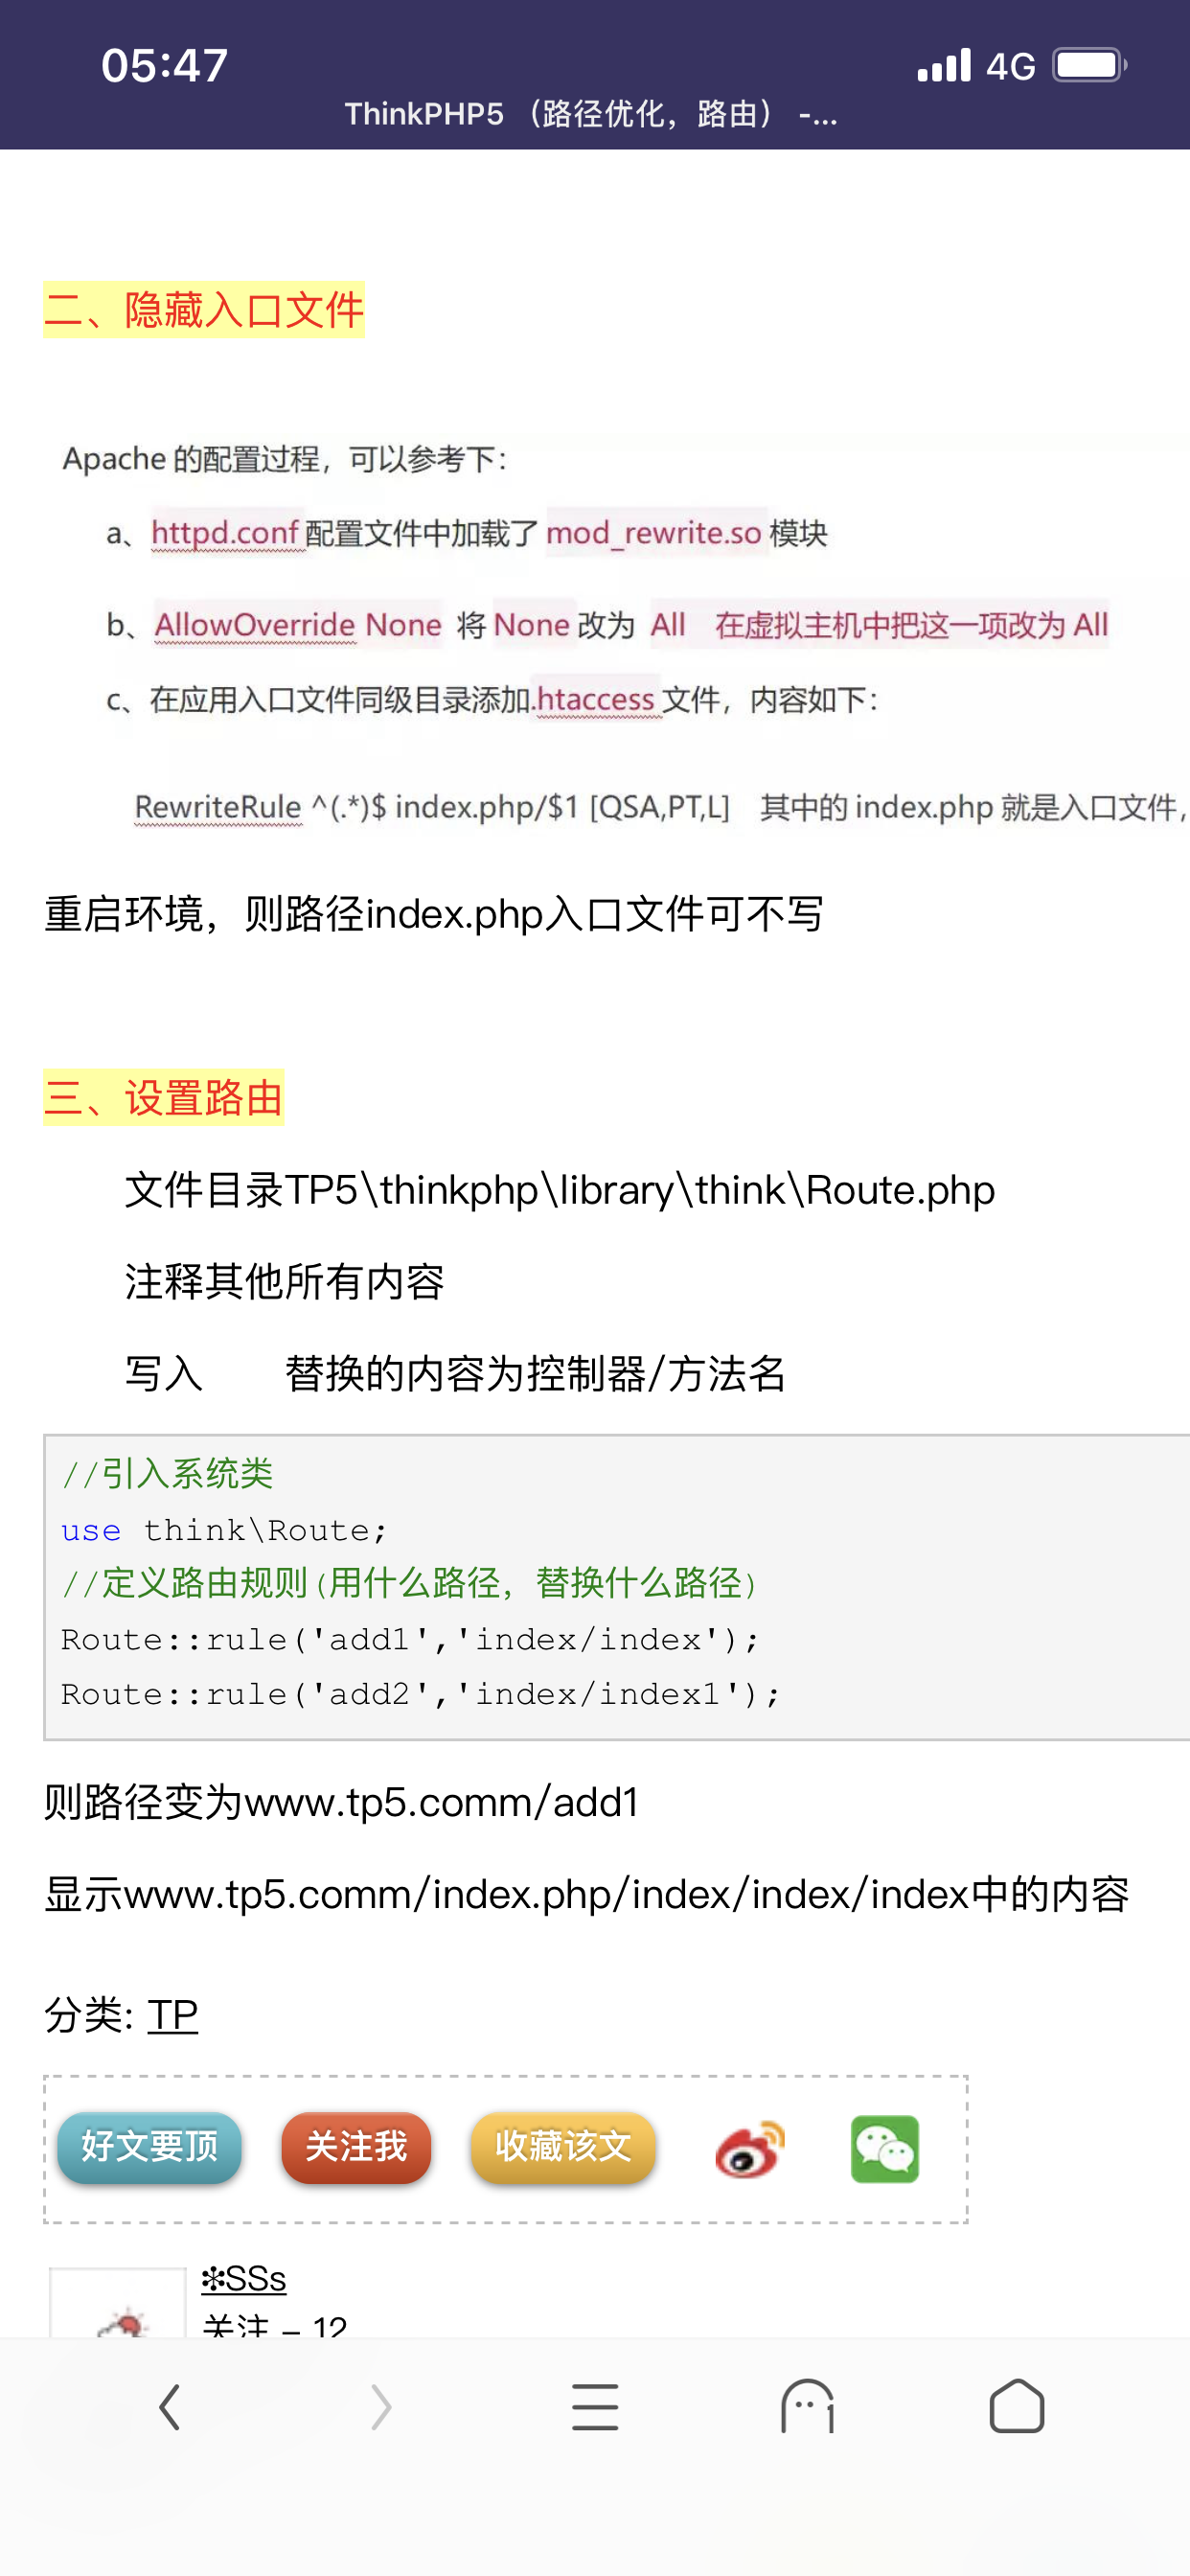 05:47
4G
ThinkPHP5 （路径优化，路由） -...
二、隐藏入口文件
Apache 的配置过程，可以参考下：
a、httpd.conf 配置文件中加载了 mod_rewrite.so 模块
b、AllowOverride None 将 None 改为 All 在虚拟主机中把这一项改为 All
c、在应用入口文件同级目录添加.htaccess 文件，内容如下：
RewriteRule ^(.*)$ index.php/$1 [QSA,PT,L] 其中的 index.php 就是入口文件，
重启环境，则路径index.php入口文件可不写
三、设置路由
文件目录TP5\thinkphp\library\think\Route.php
注释其他所有内容
写入 替换的内容为控制器/方法名
//引入系统类
use think\Route;
//定义路由规则(用什么路径，替换什么路径)
Route::rule('add1','index/index');
Route::rule('add2','index/index1');
则路径变为www.tp5.comm/add1
显示www.tp5.comm/index.php/index/index/index中的内容
分类: TP
好文要顶 关注我 收藏该文
❇SSs
关注 - 12